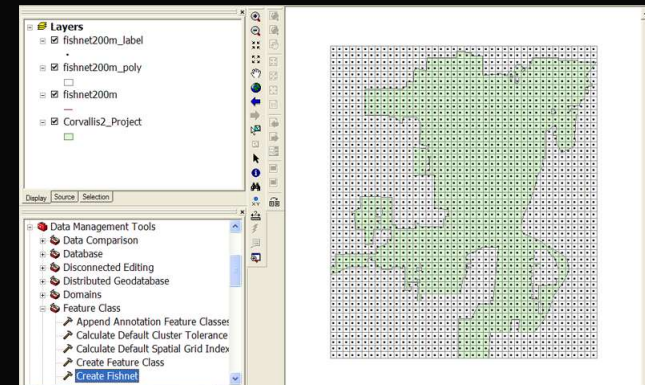 Layers
fishnet200m_label
fishnet200m_poly
fishnet200m
Corvallis2_Project
Display Source Selection
Data Management Tools
Data Comparison
Database
Disconnected Editing
Distributed Geodatabase
Domains
Feature Class
Append Annotation Feature Classes
Calculate Default Cluster Tolerance
Calculate Default Spatial Grid Index
Create Feature Class
Create Fishnet